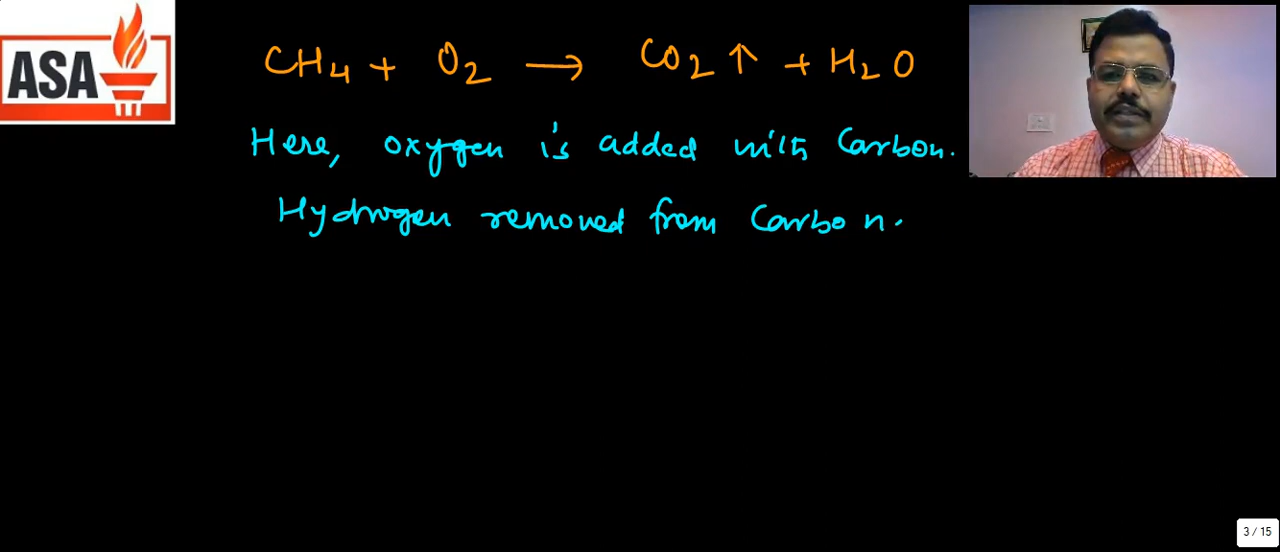 ASA
CH4 + O2 → CO2 ↑ + H2O
Here, oxygen is added with Carbon.
Hydrogen removed from Carbon.
3 / 15